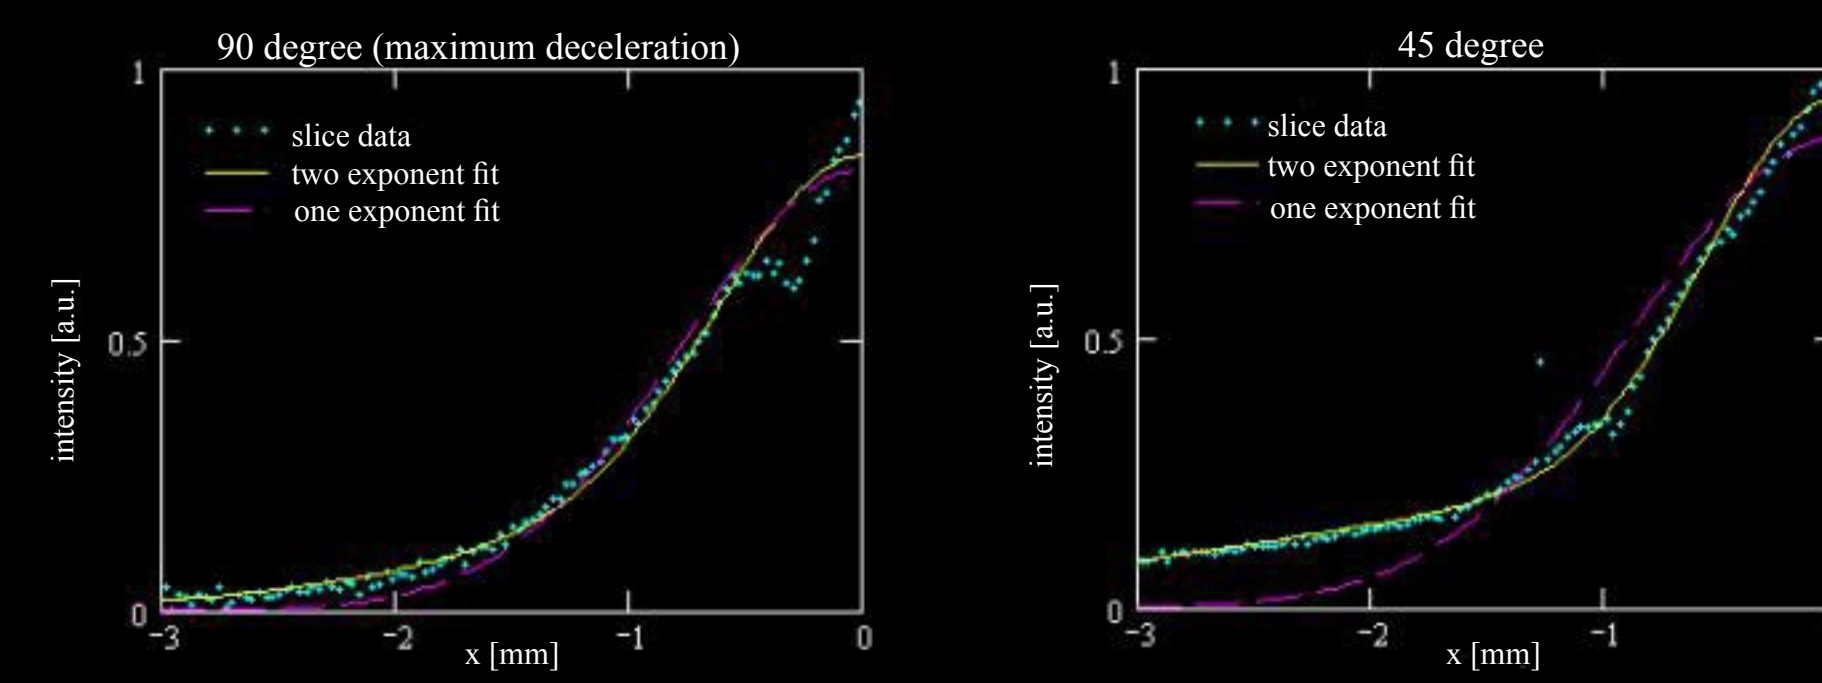 90 degree (maximum deceleration)
1
slice data
two exponent fit
one exponent fit
intensity [a.u.]
0.5
0
-3
-2
-1
0
x [mm]
45 degree
1
slice data
two exponent fit
one exponent fit
intensity [a.u.]
0.5
0
-3
-2
-1
x [mm]